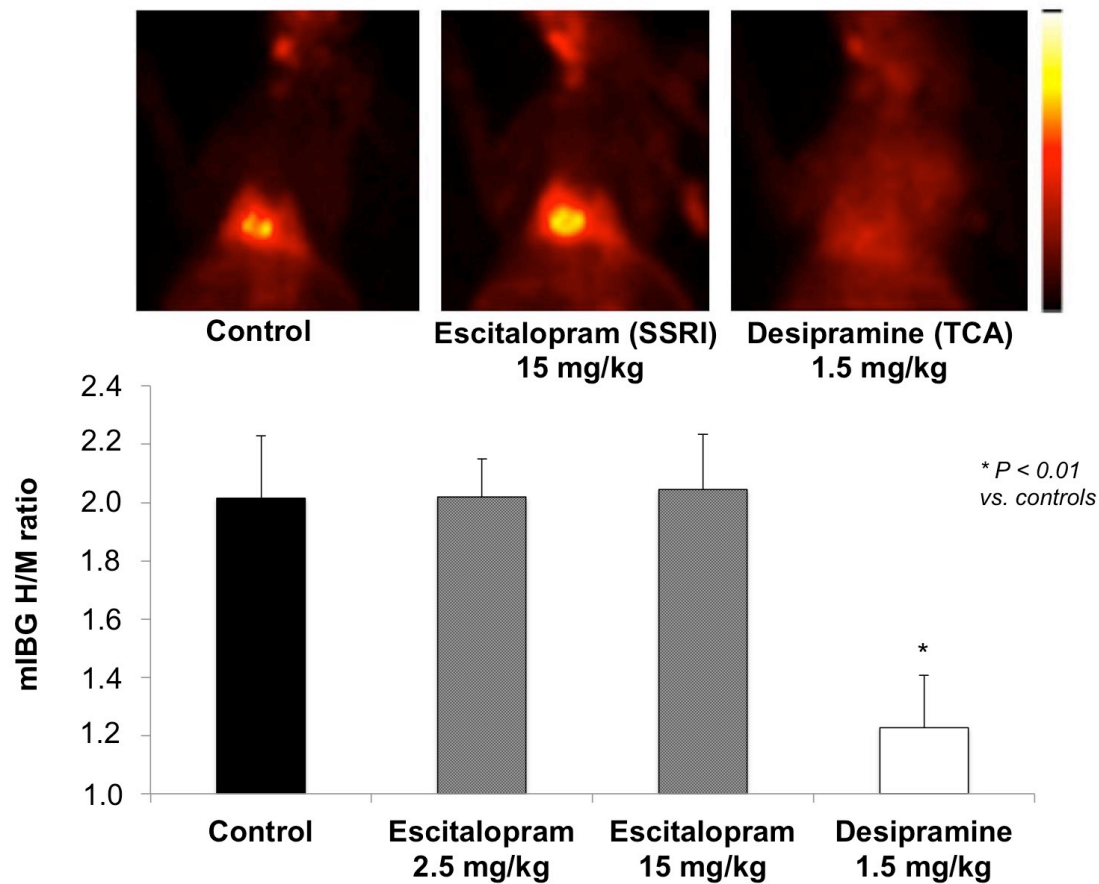 Control
Escitalopram (SSRI)
15 mg/kg
Desipramine (TCA)
1.5 mg/kg
2.4
2.2
2.0
1.8
1.6
1.4
1.2
1.0
mIBG H/M ratio
* P < 0.01
vs. controls
*
Control
Escitalopram
2.5 mg/kg
Escitalopram
15 mg/kg
Desipramine
1.5 mg/kg